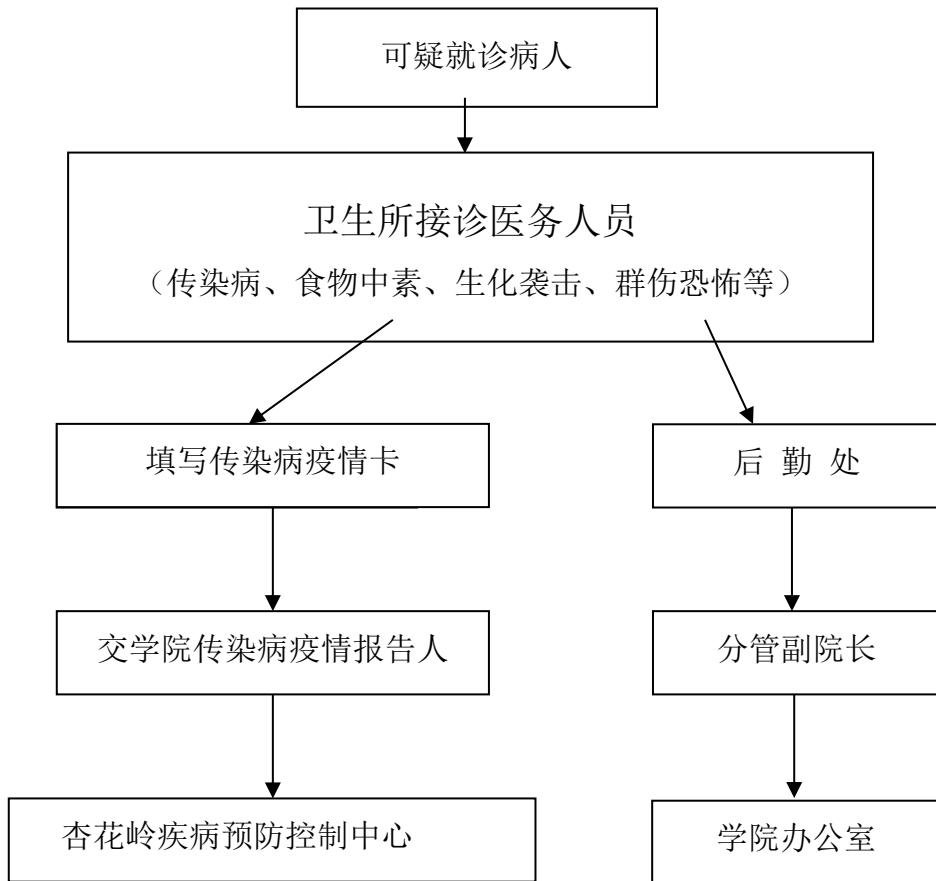 可疑就诊病人
卫生所接诊医务人员
（传染病、食物中素、生化袭击、群伤恐怖等）
填写传染病疫情卡
后 勤 处
交学院传染病疫情报告人
分管副院长
杏花岭疾病预防控制中心
学院办公室